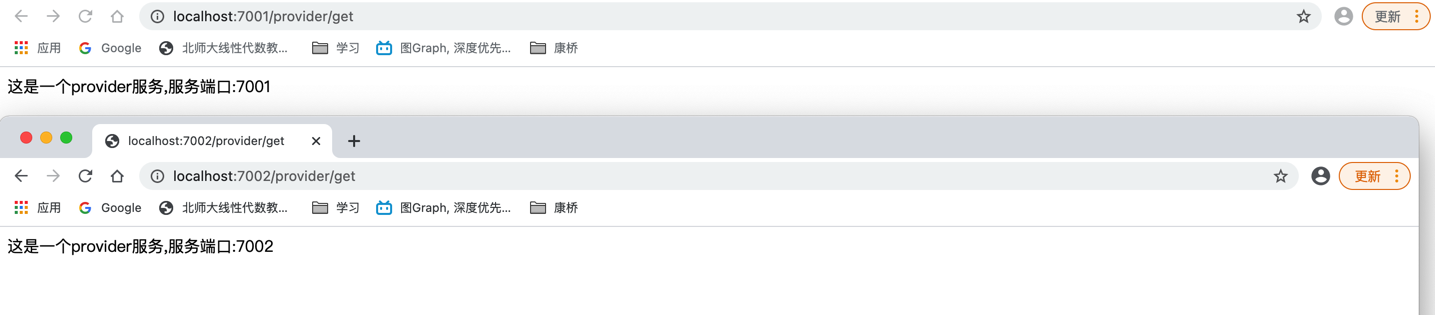 localhost:7001/provider/get 更新
应用 Google 北师大线性代数教... 学习 图Graph, 深度优先... 康桥
这是一个provider服务,服务端口:7001
localhost:7002/provider/get
localhost:7002/provider/get 更新
应用 Google 北师大线性代数教... 学习 图Graph, 深度优先... 康桥
这是一个provider服务,服务端口:7002